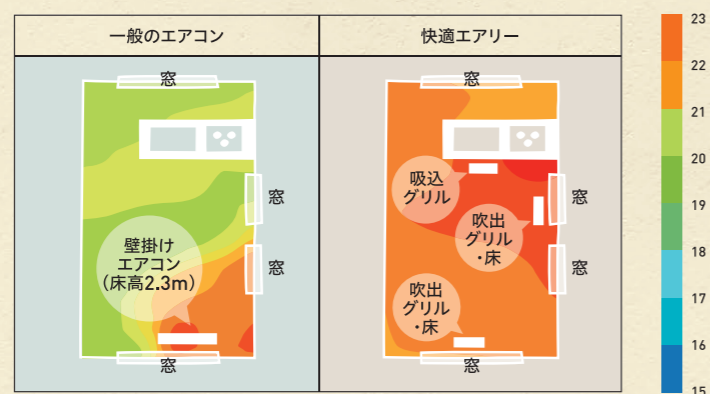 一般のエアコン
快適エアリー
窓
窓
窓
壁掛け
エアコン
(床高2.3m)
窓
窓
吸込
グリル
窓
吹出
グリル
・床
窓
吹出
グリル
・床
窓
23
22
21
20
19
18
17
16
15